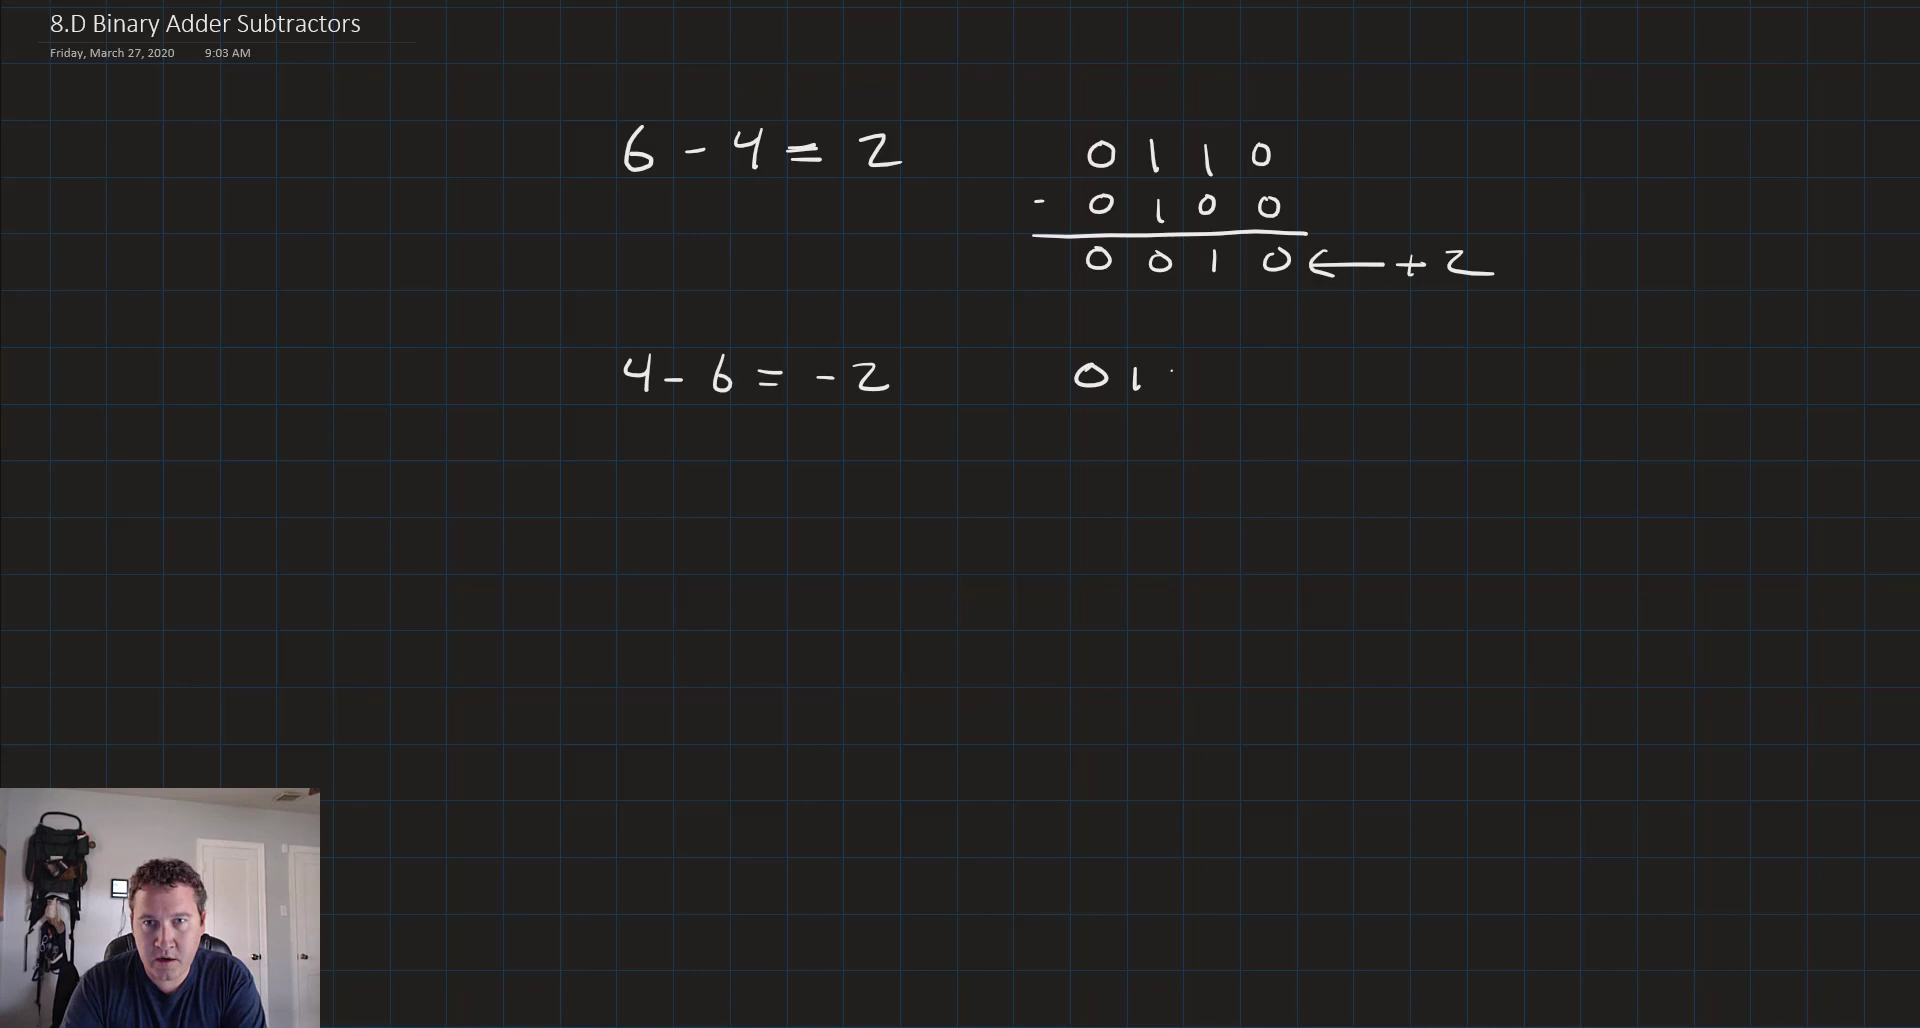 8.D Binary Adder Subtractors
Friday, March 27, 2020 9:03 AM
6 - 4 = 2
0 1 1 0
- 0 1 0 0
0 0 1 0 ← + 2
4 - 6 = - 2
0 1